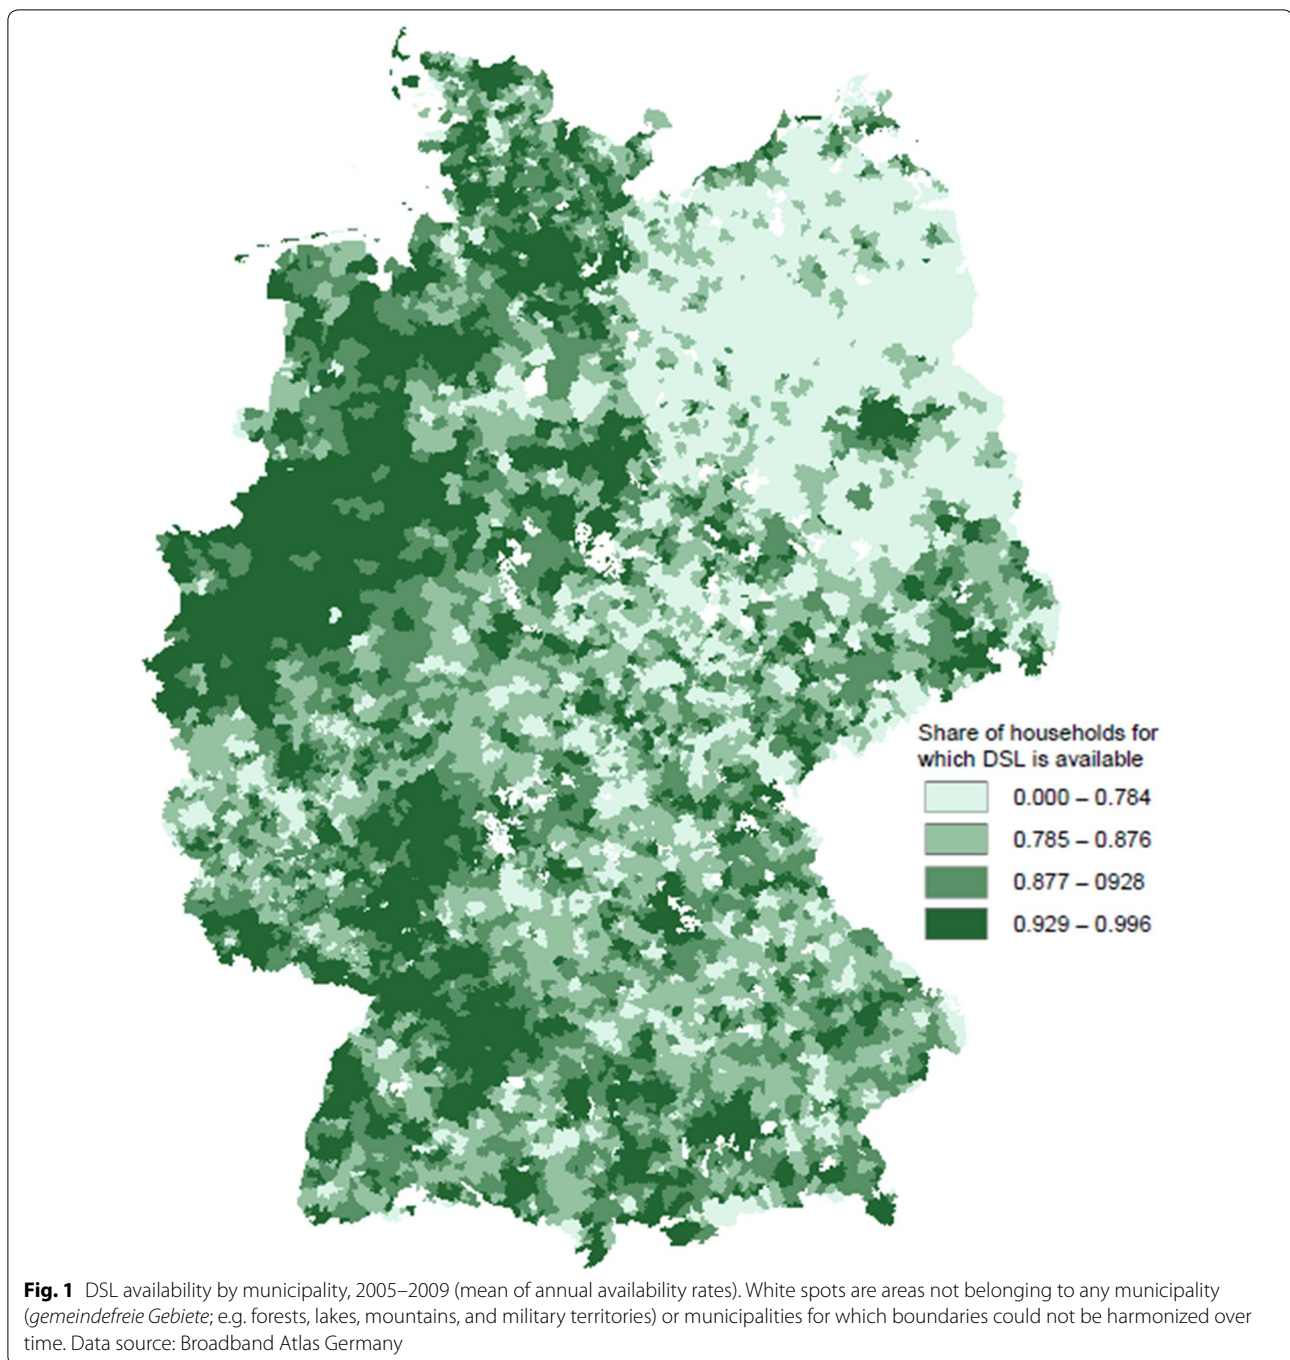 Share of households for
which DSL is available
0.000 – 0.784
0.785 – 0.876
0.877 – 0928
0.929 – 0.996
Fig. 1 DSL availability by municipality, 2005–2009 (mean of annual availability rates). White spots are areas not belonging to any municipality
(gemeindefreie Gebiete; e.g. forests, lakes, mountains, and military territories) or municipalities for which boundaries could not be harmonized over
time. Data source: Broadband Atlas Germany